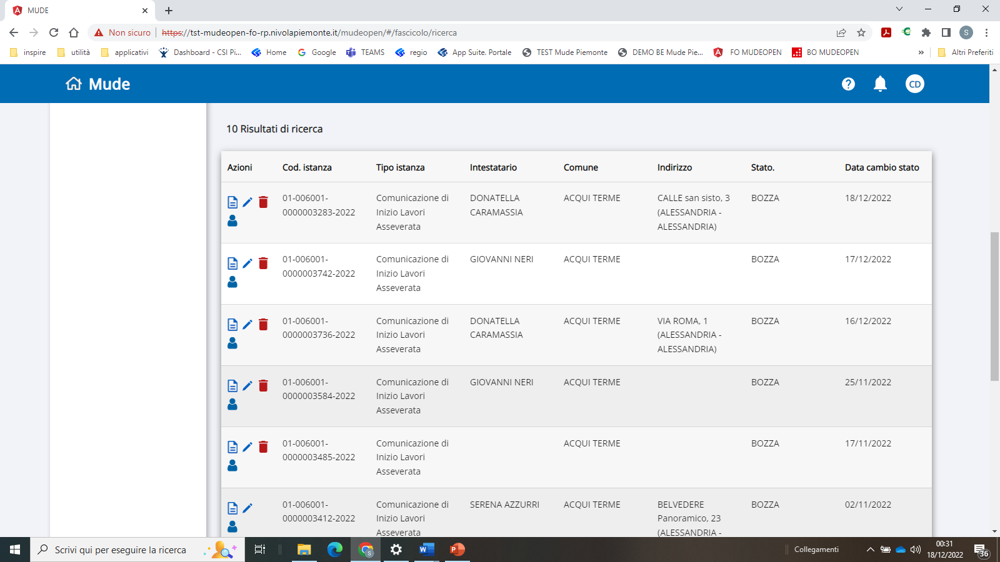 MUDE
Non sicuro
https://tst-mudeopen-fo-rp.nivolapiemonte.it/mudeopen/#/fascicolo/ricerca
S
inspire utilità applicativi Dashboard - CSI Pi... Home Google TEAMS regio App Suite. Portale TEST Mude Piemonte DEMO BE Mude Pie... FO MUDEOPEN BO MUDEOPEN » Altri Preferiti
Mude
? CD
10 Risultati di ricerca
Azioni Cod. istanza Tipo istanza Intestatario Comune Indirizzo Stato. Data cambio stato
01-006001- Comunicazione di DONATELLA ACQUI TERME CALLE san sisto, 3 BOZZA 18/12/2022
0000003283-2022 Inizio Lavori CARAMASSIA (ALESSANDRIA -
Asseverata ALESSANDRIA)
01-006001- Comunicazione di GIOVANNI NERI ACQUI TERME BOZZA 17/12/2022
0000003742-2022 Inizio Lavori
Asseverata
01-006001- Comunicazione di DONATELLA ACQUI TERME VIA ROMA, 1 BOZZA 16/12/2022
0000003736-2022 Inizio Lavori CARAMASSIA (ALESSANDRIA -
Asseverata ALESSANDRIA)
01-006001- Comunicazione di GIOVANNI NERI ACQUI TERME BOZZA 25/11/2022
0000003584-2022 Inizio Lavori
Asseverata
01-006001- Comunicazione di ACQUI TERME BOZZA 17/11/2022
0000003485-2022 Inizio Lavori
Asseverata
01-006001- Comunicazione di SERENA AZZURRI ACQUI TERME BELVEDERE BOZZA 02/11/2022
0000003412-2022 Inizio Lavori Panoramico, 23
Asseverata (ALESSANDRIA -
Scrivi qui per eseguire la ricerca
S
W
P
Collegamenti
00:31
18/12/2022
36